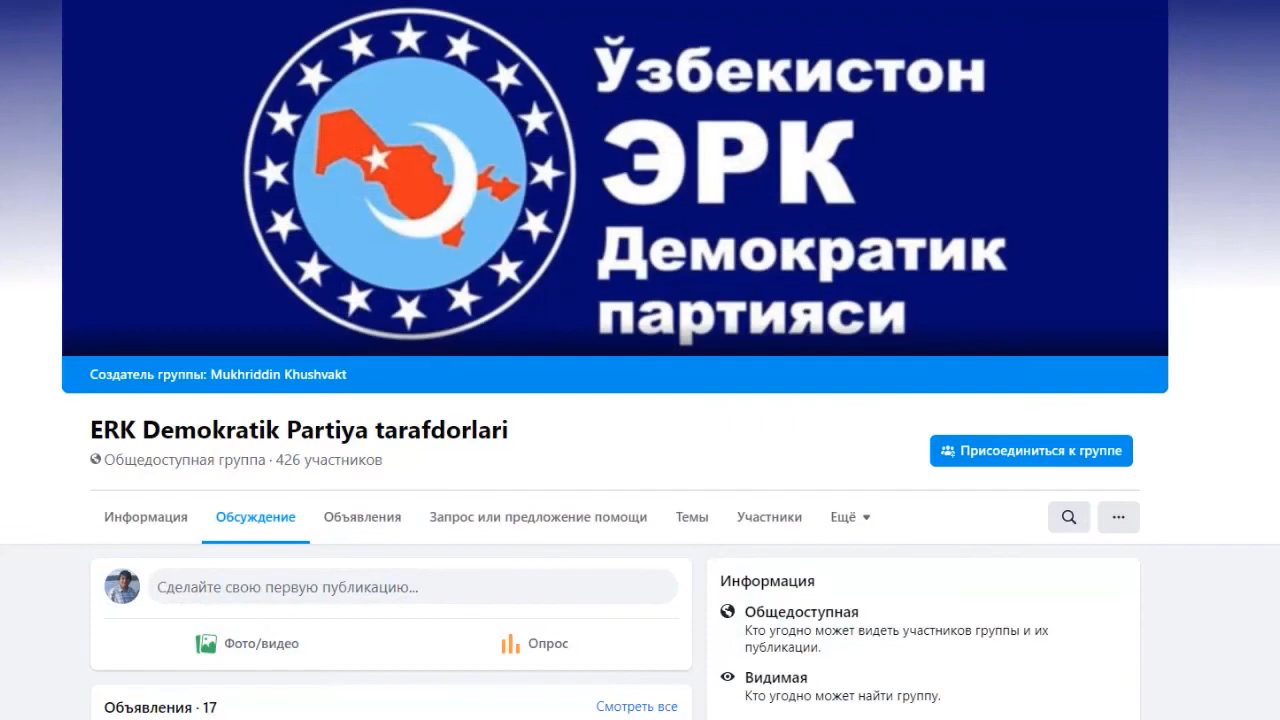 Ўзбекистон
ЭРК
Демократик
партияси
Создатель группы: Mukhriddin Khushvakt
ERK Demokratik Partiya tarafdorlari
Общедоступная группа · 426 участников
Присоединиться к группе
Информация Обсуждение Объявления Запрос или предложение помощи Темы Участники Ещё
Сделайте свою первую публикацию...
Фото/видео Опрос
Объявления · 17 Смотреть все
Информация
Общедоступная
Кто угодно может видеть участников группы и их
публикации.
Видимая
Кто угодно может найти группу.